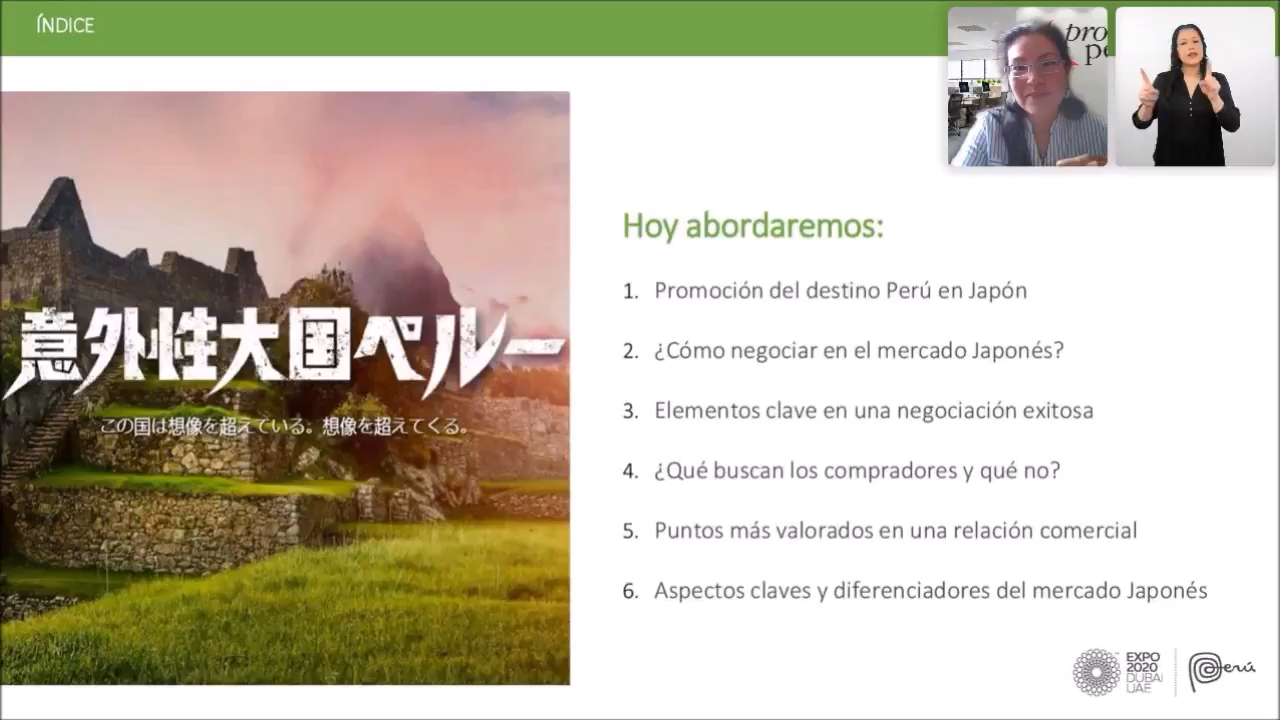 ÍNDICE
意外性大国ペルー
この国は想像を超えている。想像を超えてくる。
Hoy abordaremos:
1. Promoción del destino Perú en Japón
2. ¿Cómo negociar en el mercado Japonés?
3. Elementos clave en una negociación exitosa
4. ¿Qué buscan los compradores y qué no?
5. Puntos más valorados en una relación comercial
6. Aspectos claves y diferenciadores del mercado Japonés
EXPO
2020
DUBAI
UAE
Perú